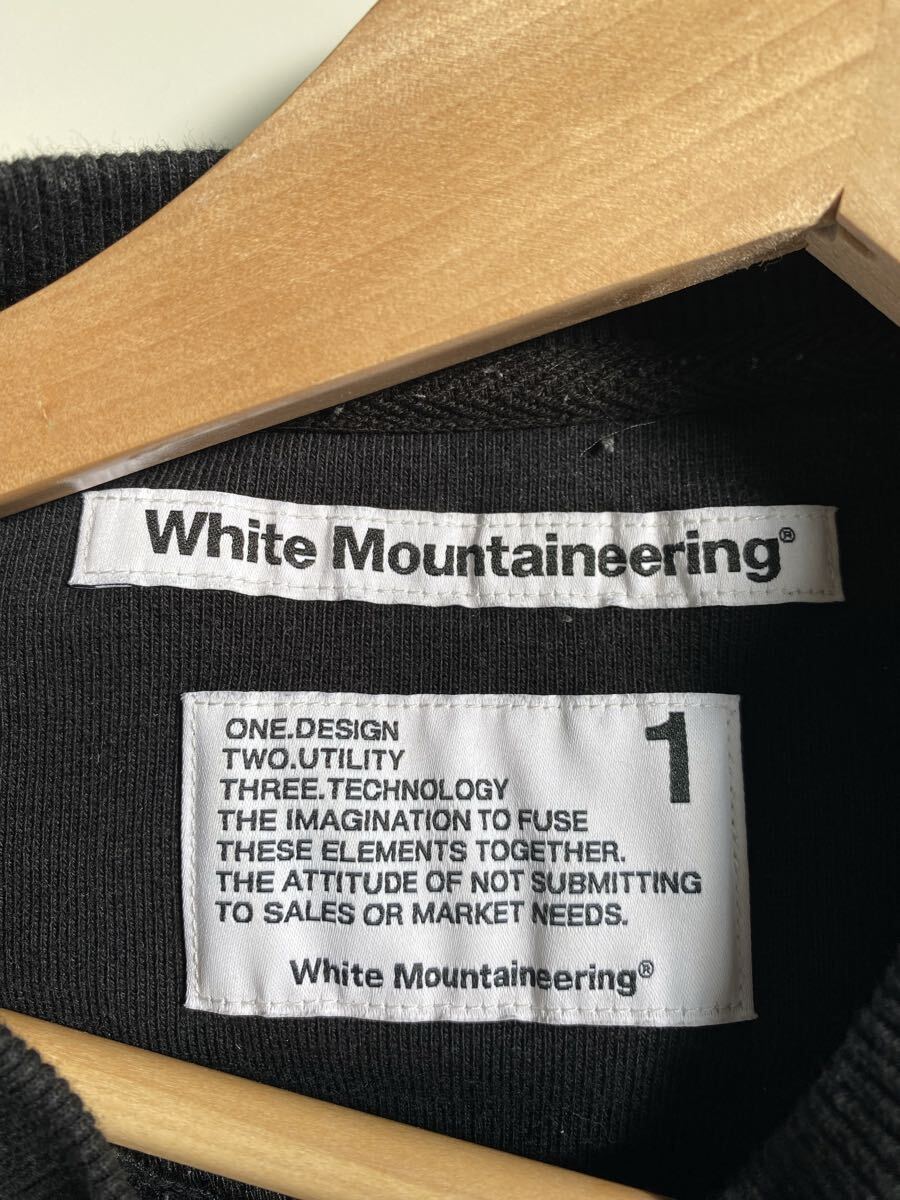 White Mountaineering®
ONE.DESIGN
TWO.UTILITY
THREE.TECHNOLOGY
THE IMAGINATION TO FUSE
THESE ELEMENTS TOGETHER.
THE ATTITUDE OF NOT SUBMITTING
TO SALES OR MARKET NEEDS.
1
White Mountaineering®